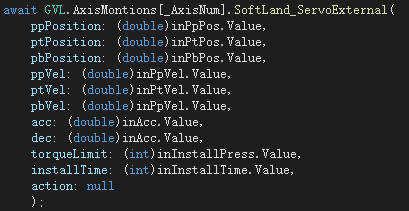 await GVL.AxisMontions[_AxisNum].SoftLand_ServoExternal(
ppPosition: (double)inPpPos.Value,
ptPosition: (double)inPtPos.Value,
pbPosition: (double)inPbPos.Value,
ppVel: (double)inPpVel.Value,
ptVel: (double)inPtVel.Value,
pbVel: (double)inPpVel.Value,
acc: (double)inAcc.Value,
dec: (double)inAcc.Value,
torqueLimit: (int)inInstallPress.Value,
installTime: (int)inInstallTime.Value,
action: null
);